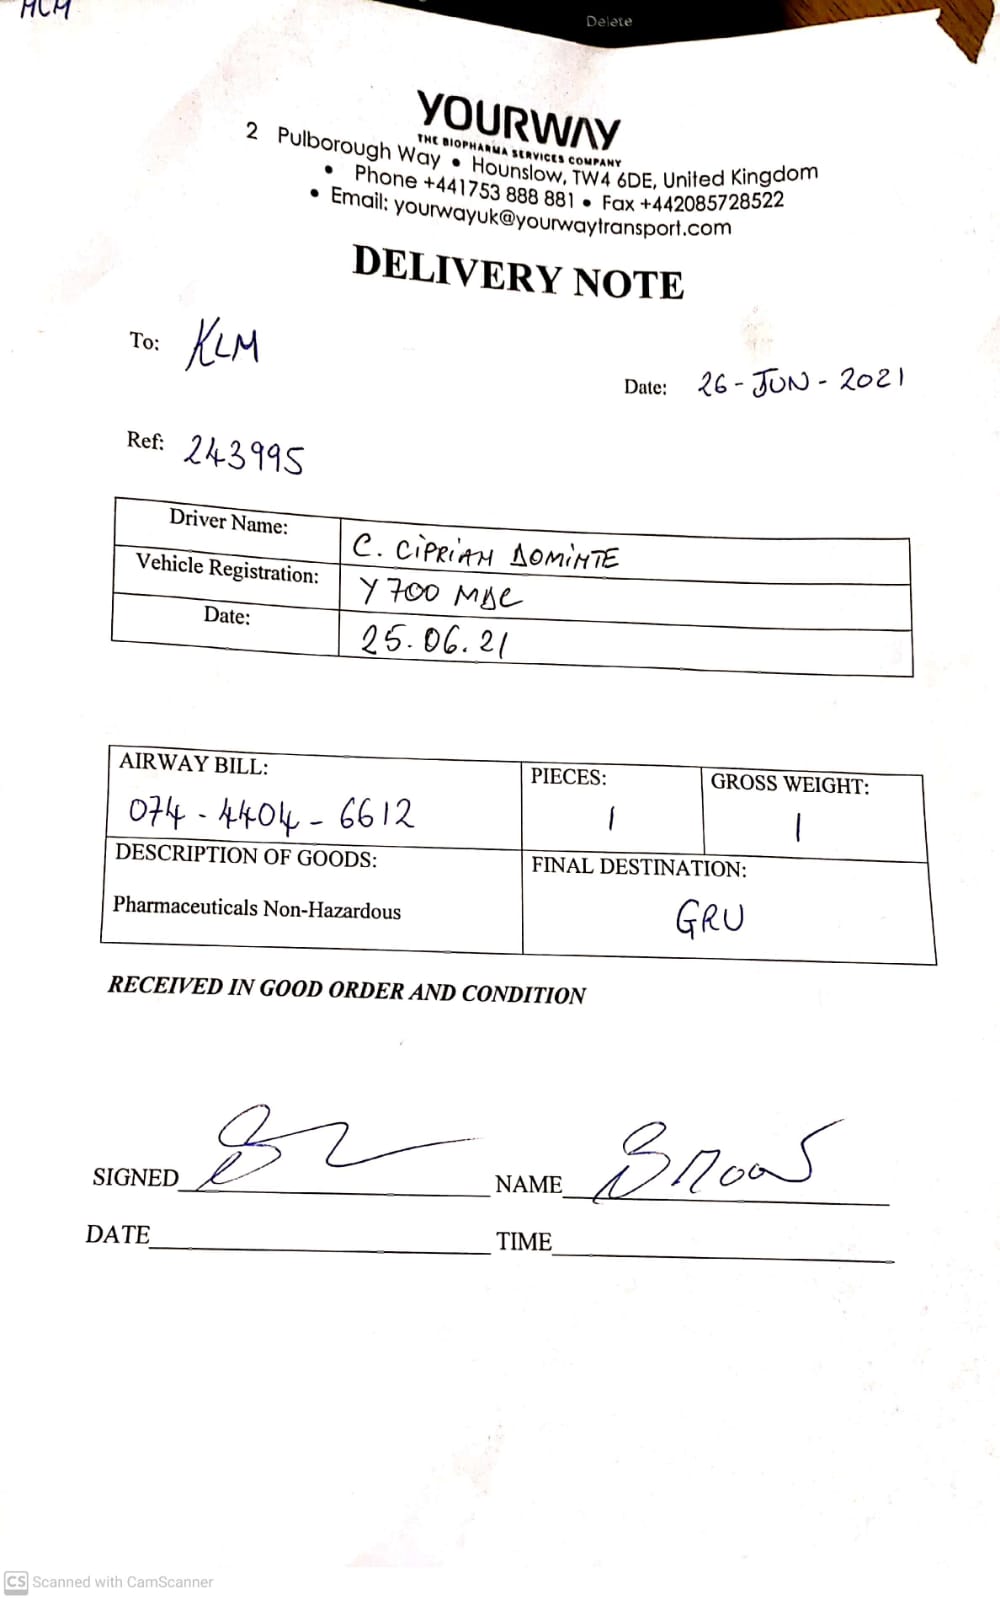 MCM
Delete
YOURWAY
THE BIOPHARMA SERVICES COMPANY
2 Pulborough Way • Hounslow, TW4 6DE, United Kingdom
• Phone +441753 888 881 • Fax +442085728522
• Email: yourwayuk@yourwaytransport.com
DELIVERY NOTE
To: KLM
Date: 26-JUN-2021
Ref: 243995
Driver Name: C. CIPRIAN DOMINTE
Vehicle Registration: Y700 MDC
Date: 25.06.21
AIRWAY BILL: PIECES: GROSS WEIGHT:
074-4404-6612 1 1
DESCRIPTION OF GOODS: FINAL DESTINATION:
Pharmaceuticals Non-Hazardous GRU
RECEIVED IN GOOD ORDER AND CONDITION
SIGNED NAME
DATE TIME
CS Scanned with CamScanner